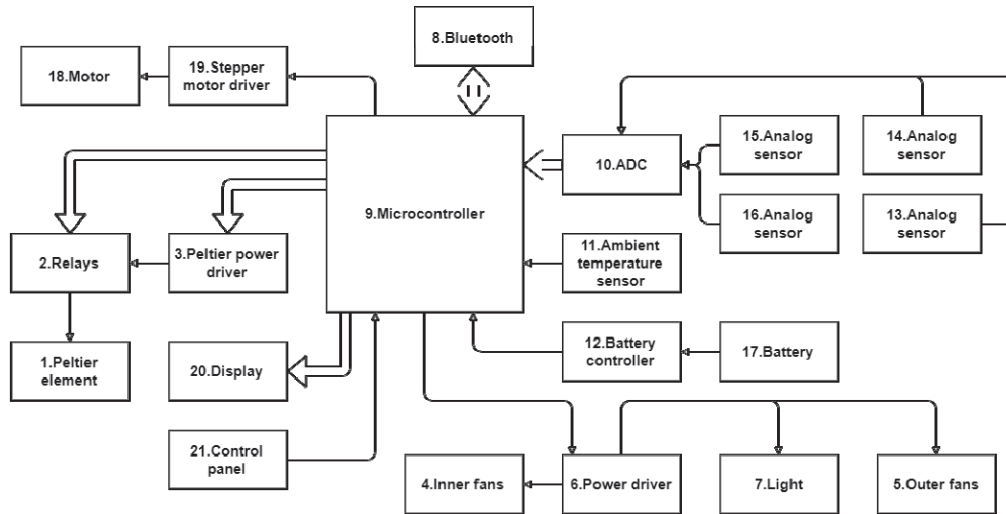 8.Bluetooth
18.Motor
19.Stepper
motor driver
15.Analog
sensor
14.Analog
sensor
10.ADC
9.Microcontroller
16.Analog
sensor
13.Analog
sensor
2.Relays
3.Peltier power
driver
11.Ambient
temperature
sensor
1.Peltier
element
20.Display
12.Battery
controller
17.Battery
21.Control
panel
4.Inner fans
6.Power driver
7.Light
5.Outer fans